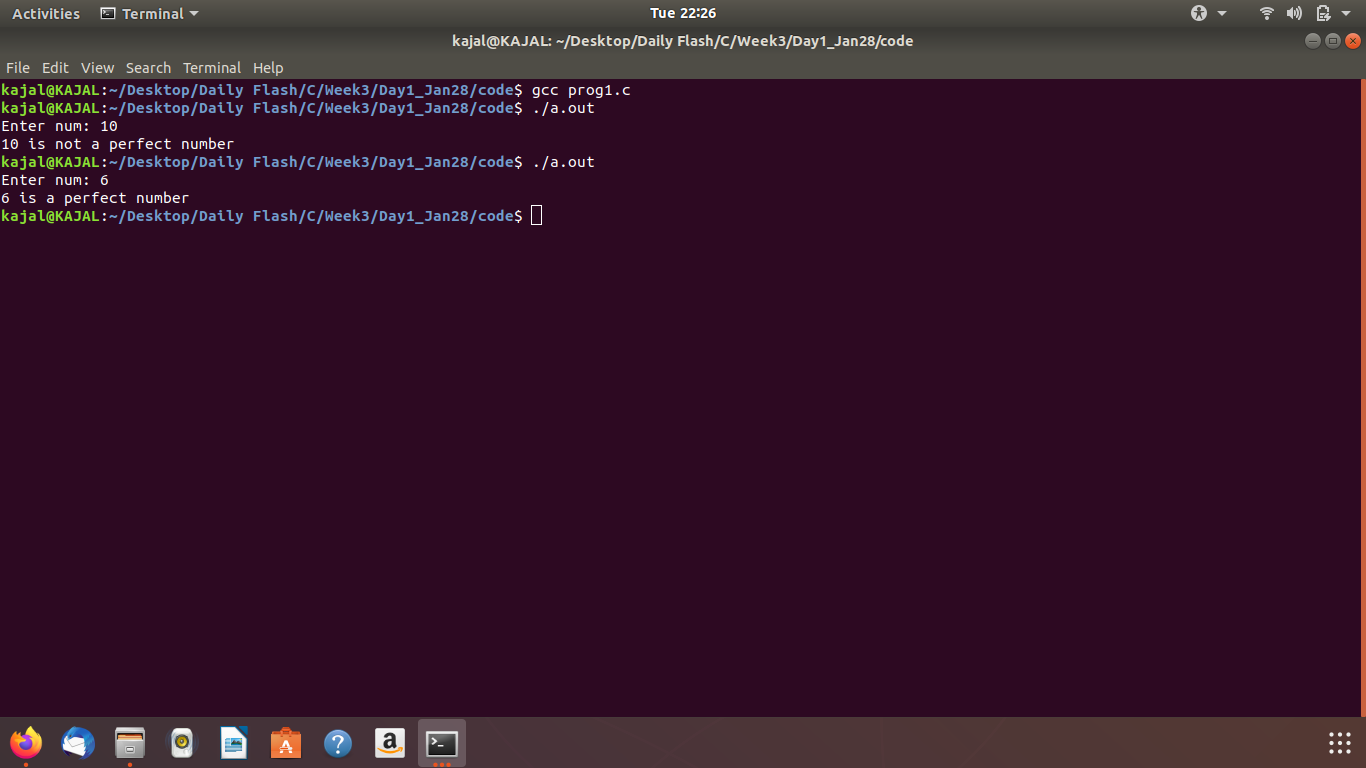 Activities Terminal Tue 22:26
kajal@KAJAL: ~/Desktop/Daily Flash/C/Week3/Day1_Jan28/code
File Edit View Search Terminal Help
kajal@KAJAL:~/Desktop/Daily Flash/C/Week3/Day1_Jan28/code$ gcc prog1.c
kajal@KAJAL:~/Desktop/Daily Flash/C/Week3/Day1_Jan28/code$ ./a.out
Enter num: 10
10 is not a perfect number
kajal@KAJAL:~/Desktop/Daily Flash/C/Week3/Day1_Jan28/code$ ./a.out
Enter num: 6
6 is a perfect number
kajal@KAJAL:~/Desktop/Daily Flash/C/Week3/Day1_Jan28/code$